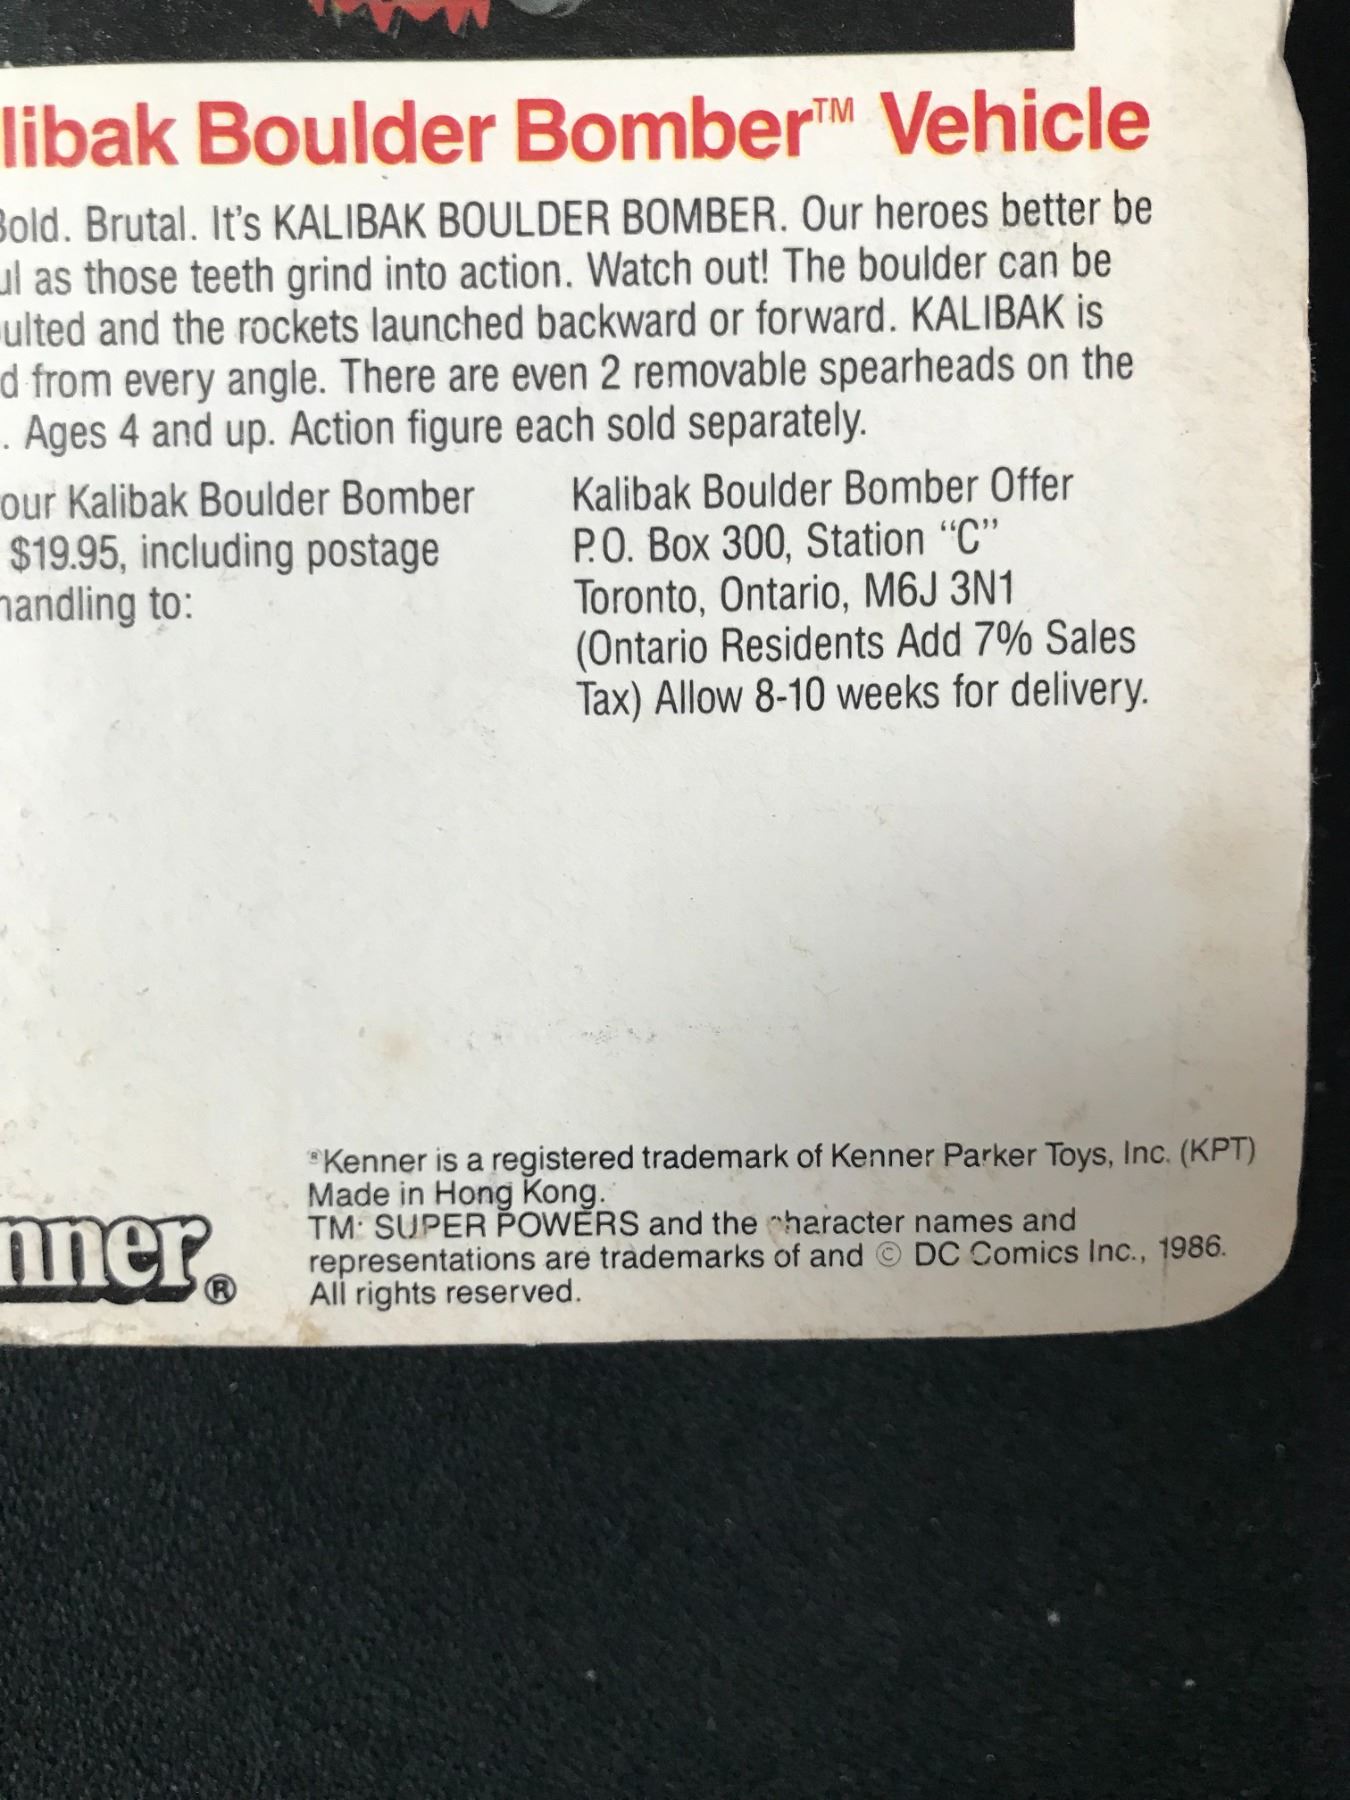 libak Boulder Bomber™ Vehicle
Bold. Brutal. It's KALIBAK BOULDER BOMBER. Our heroes better be
ul as those teeth grind into action. Watch out! The boulder can be
ulted and the rockets launched backward or forward. KALIBAK is
d from every angle. There are even 2 removable spearheads on the
. Ages 4 and up. Action figure each sold separately.
our Kalibak Boulder Bomber
$19.95, including postage
handling to:
Kalibak Boulder Bomber Offer
P.O. Box 300, Station “C”
Toronto, Ontario, M6J 3N1
(Ontario Residents Add 7% Sales
Tax) Allow 8-10 weeks for delivery.
nner®
®Kenner is a registered trademark of Kenner Parker Toys, Inc. (KPT)
Made in Hong Kong.
TM: SUPER POWERS and the character names and
representations are trademarks of and © DC Comics Inc., 1986.
All rights reserved.